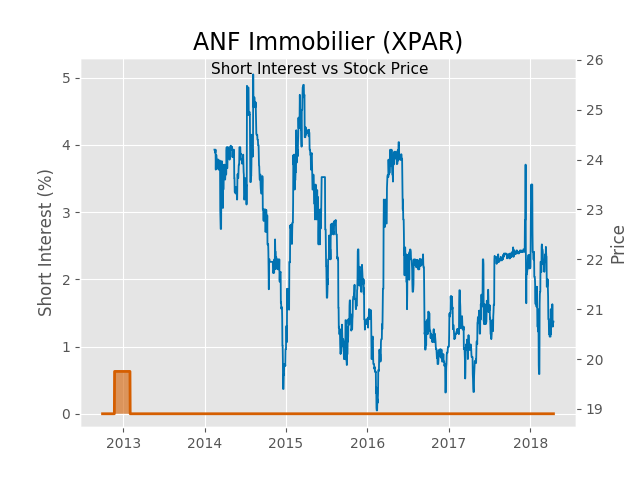 ANF Immobilier (XPAR)
Short Interest vs Stock Price
Short Interest (%)
5
4
3
2
1
0
26
25
24
23
22
21
20
19
Price
2013 2014 2015 2016 2017 2018